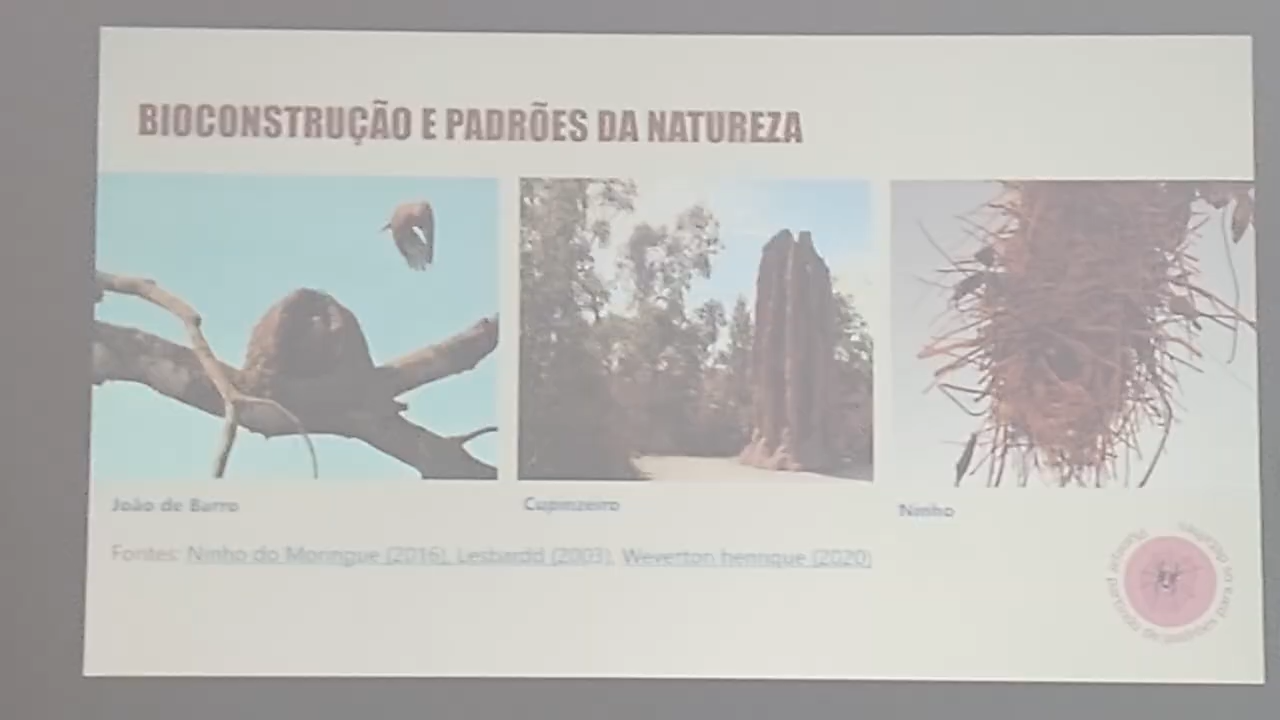 BIOCONSTRUÇÃO E PADRÕES DA NATUREZA
João de Barro
Cupinzeiro
Ninho
Fontes: Ninho do Moringue (2016), Lesbardd (2003), Weverton henrique (2020)